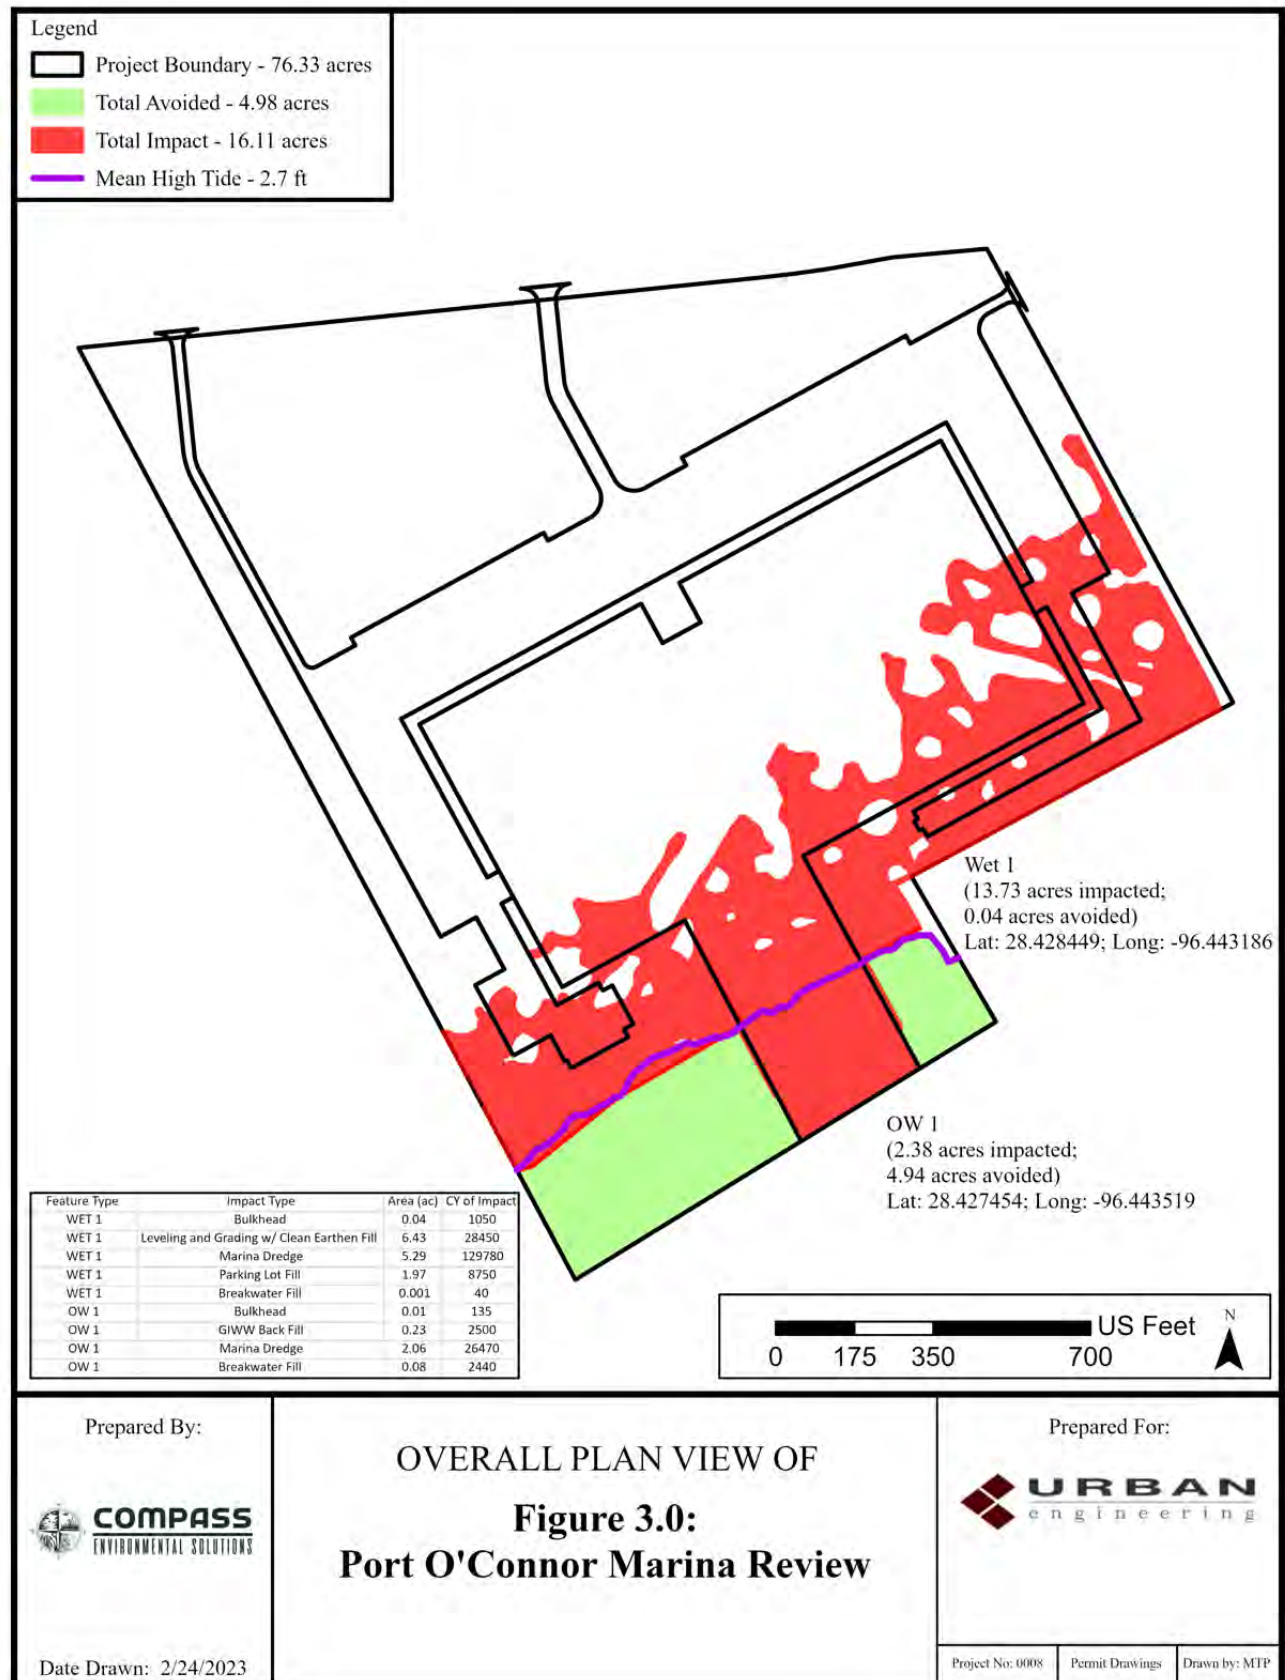 Legend
Project Boundary - 76.33 acres
Total Avoided - 4.98 acres
Total Impact - 16.11 acres
Mean High Tide - 2.7 ft
Wet 1
(13.73 acres impacted;
0.04 acres avoided)
Lat: 28.428449; Long: -96.443186
OW 1
(2.38 acres impacted;
4.94 acres avoided)
Lat: 28.427454; Long: -96.443519
Feature Type Impact Type Area (ac) CY of Impact
WET 1 Bulkhead 0.04 1050
WET 1 Leveling and Grading w/ Clean Earthen Fill 6.43 28450
WET 1 Marina Dredge 5.29 129780
WET 1 Parking Lot Fill 1.97 8750
WET 1 Breakwater Fill 0.001 40
OW 1 Bulkhead 0.01 135
OW 1 GIWW Back Fill 0.23 2500
OW 1 Marina Dredge 2.06 26470
OW 1 Breakwater Fill 0.08 2440
US Feet
0 175 350 700
N
Prepared By:
COMPASS
ENVIRONMENTAL SOLUTIONS
Date Drawn: 2/24/2023
OVERALL PLAN VIEW OF
Figure 3.0:
Port O'Connor Marina Review
Prepared For:
URBAN
engineering
Project No: 0008 Permit Drawings Drawn by: MTP